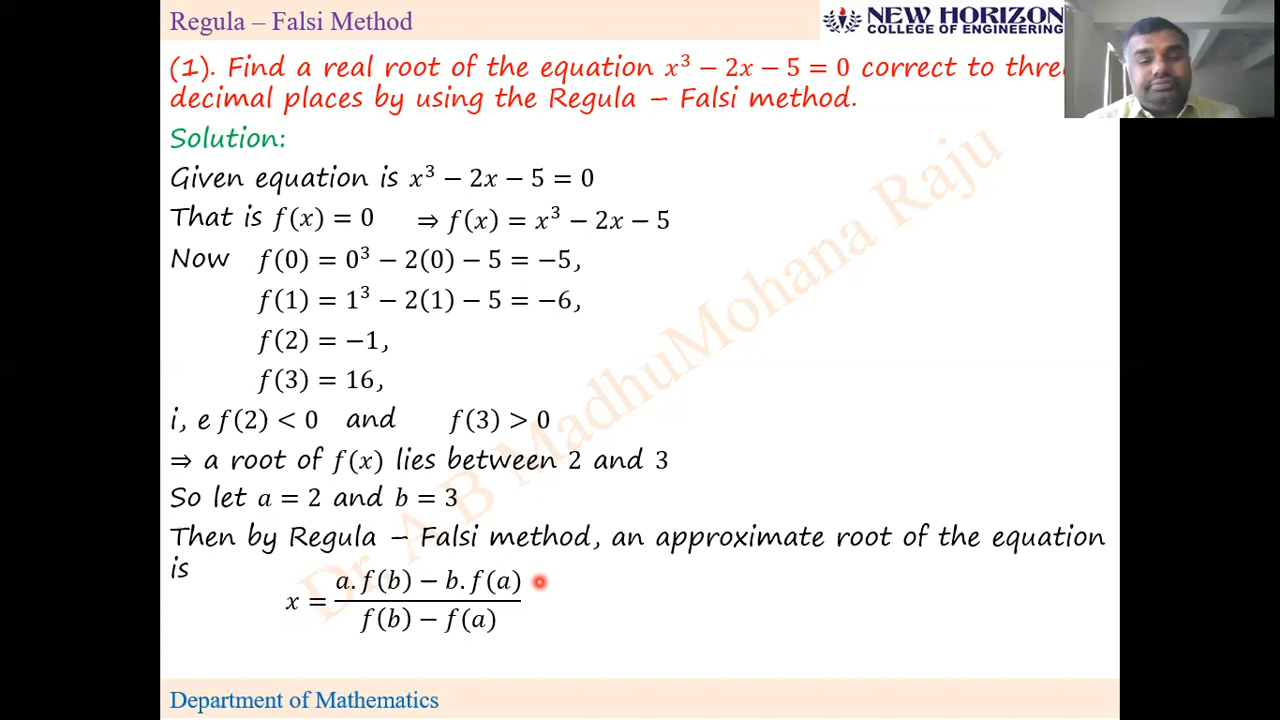 Regula – Falsi Method
NEW HORIZON
COLLEGE OF ENGINEERING
(1). Find a real root of the equation x³ − 2x − 5 = 0 correct to three
decimal places by using the Regula – Falsi method.
Solution:
Given equation is x³ − 2x − 5 = 0
That is f(x) = 0 ⇒ f(x) = x³ − 2x − 5
Now f(0) = 0³ − 2(0) − 5 = −5,
f(1) = 1³ − 2(1) − 5 = −6,
f(2) = −1,
f(3) = 16,
i, e f(2) < 0 and f(3) > 0
⇒ a root of f(x) lies between 2 and 3
So let a = 2 and b = 3
Then by Regula – Falsi method, an approximate root of the equation
is
x = (a. f(b) − b. f(a)) / (f(b) − f(a))
Dr A B MadhuMohana Raju
Department of Mathematics